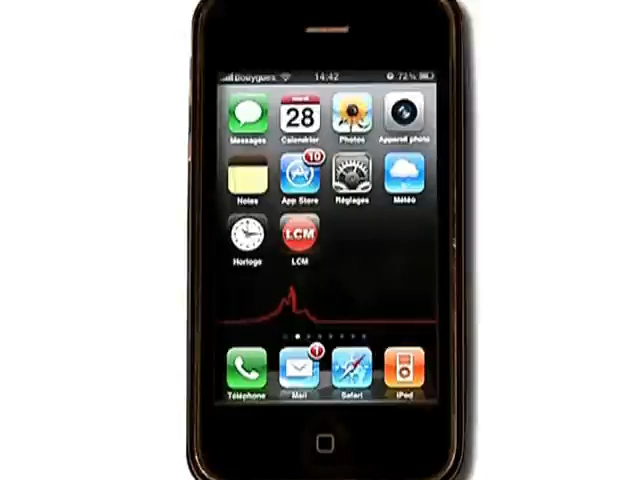 Bouygues 14:42 72%
28
Messages Calendrier Photos Appareil photo
10
Notes App Store Réglages Météo
LCM
Horloge LCM
1
Téléphone Mail Safari iPod